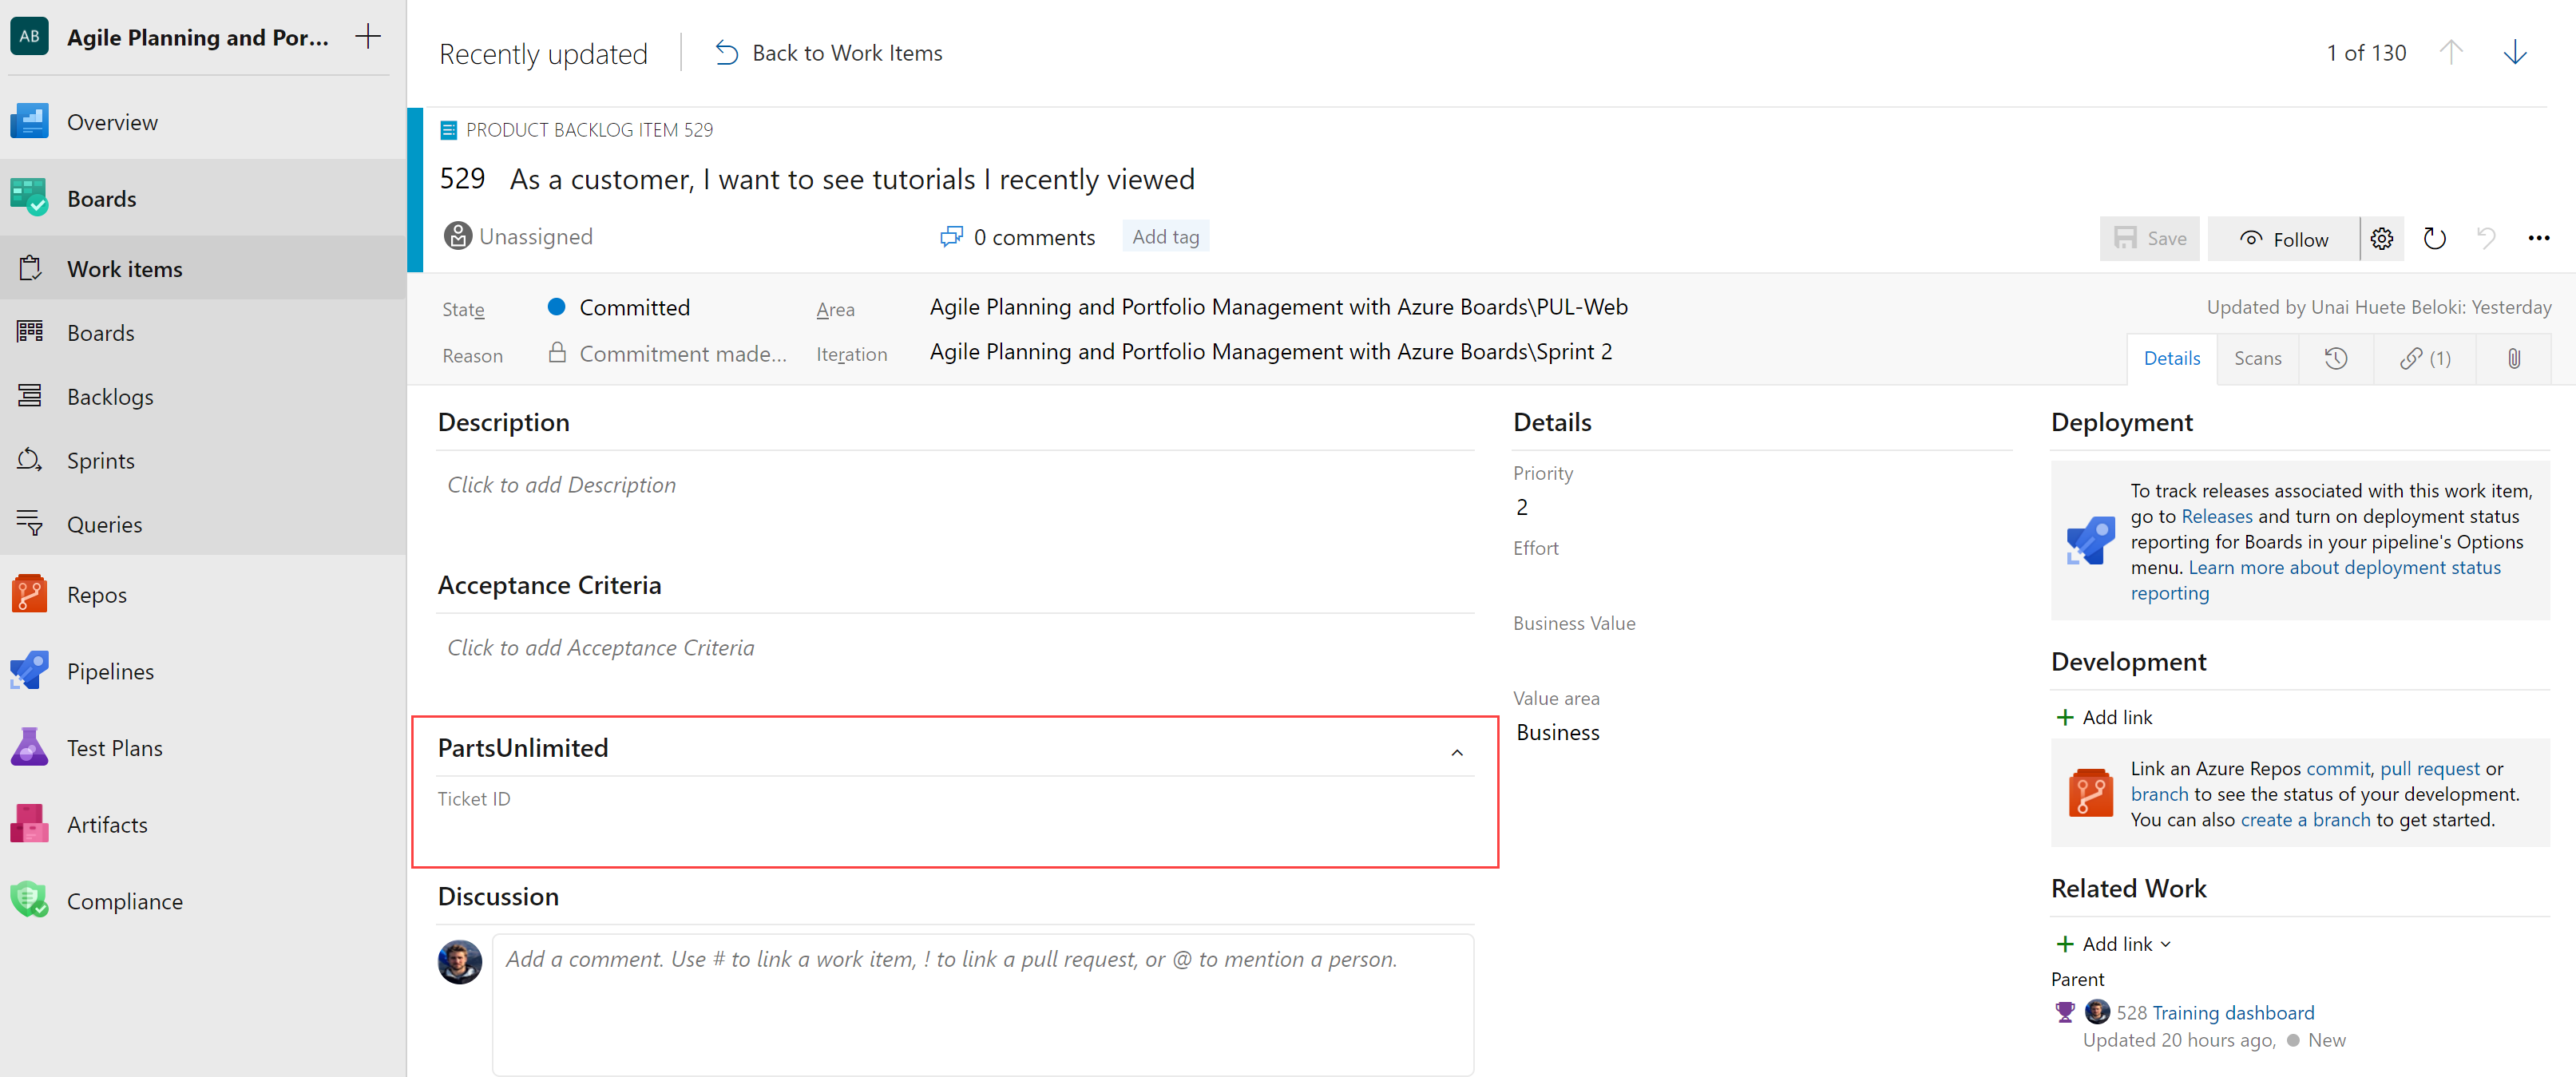 AB Agile Planning and Por...
Overview
Boards
Work items
Boards
Backlogs
Sprints
Queries
Repos
Pipelines
Test Plans
Artifacts
Compliance
Recently updated
Back to Work Items
1 of 130
PRODUCT BACKLOG ITEM 529
529 As a customer, I want to see tutorials I recently viewed
Unassigned
0 comments
Add tag
Save
Follow
State
Committed
Area
Agile Planning and Portfolio Management with Azure Boards\PUL-Web
Updated by Unai Huete Beloki: Yesterday
Reason
Commitment made...
Iteration
Agile Planning and Portfolio Management with Azure Boards\Sprint 2
Details
Scans
(1)
Description
Click to add Description
Acceptance Criteria
Click to add Acceptance Criteria
PartsUnlimited
Ticket ID
Discussion
Add a comment. Use # to link a work item, ! to link a pull request, or @ to mention a person.
Details
Priority
2
Effort
Business Value
Value area
Business
Deployment
To track releases associated with this work item,
go to Releases and turn on deployment status
reporting for Boards in your pipeline's Options
menu. Learn more about deployment status
reporting
Development
Add link
Link an Azure Repos commit, pull request or
branch to see the status of your development.
You can also create a branch to get started.
Related Work
Add link
Parent
528 Training dashboard
Updated 20 hours ago, New